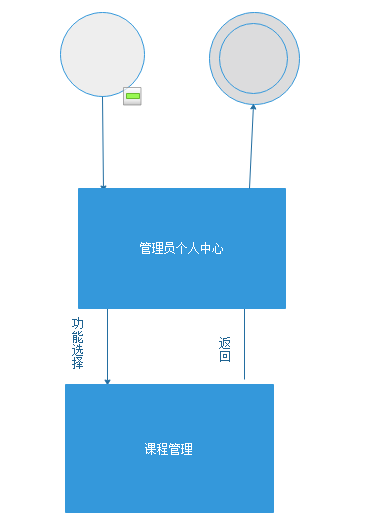 管理员个人中心
功能选择
返回
课程管理